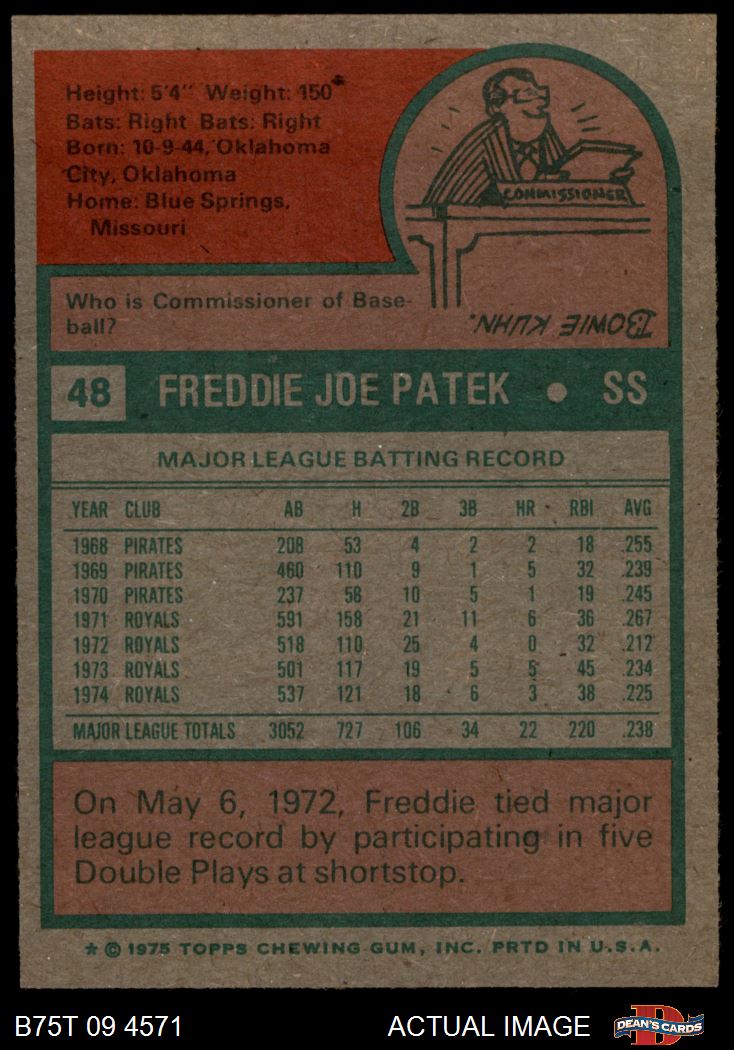 Height: 5'4" Weight: 150
Bats: Right Bats: Right
Born: 10-9-44, Oklahoma
City, Oklahoma
Home: Blue Springs,
Missouri
COMMISSIONER
Who is Commissioner of Base-
ball?
BOWIE KUHN.
48 FREDDIE JOE PATEK • SS
MAJOR LEAGUE BATTING RECORD
YEAR CLUB AB H 2B 3B HR RBI AVG
1968 PIRATES 208 53 4 2 2 18 .255
1969 PIRATES 460 110 9 1 5 32 .239
1970 PIRATES 237 58 10 5 1 19 .245
1971 ROYALS 591 158 21 11 6 36 .267
1972 ROYALS 518 110 25 4 0 32 .212
1973 ROYALS 501 117 19 5 5 45 .234
1974 ROYALS 537 121 18 6 3 38 .225
MAJOR LEAGUE TOTALS 3052 727 106 34 22 220 .238
On May 6, 1972, Freddie tied major
league record by participating in five
Double Plays at shortstop.
* © 1975 TOPPS CHEWING GUM, INC. PRTD IN U.S.A.
B75T 09 4571 ACTUAL IMAGE D DEAN'S CARDS